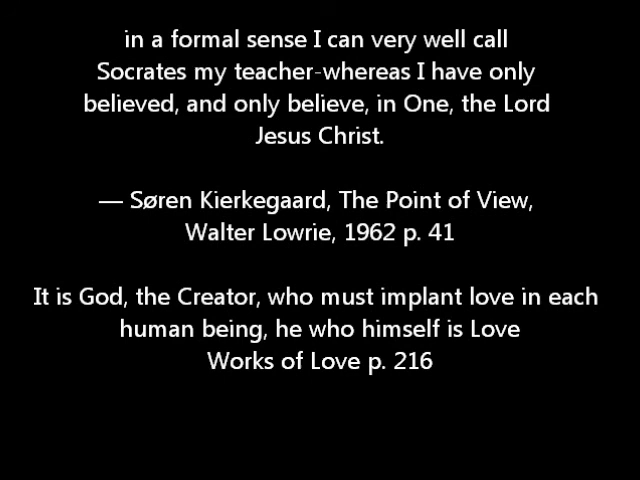 in a formal sense I can very well call
Socrates my teacher-whereas I have only
believed, and only believe, in One, the Lord
Jesus Christ.
— Søren Kierkegaard, The Point of View,
Walter Lowrie, 1962 p. 41
It is God, the Creator, who must implant love in each
human being, he who himself is Love
Works of Love p. 216